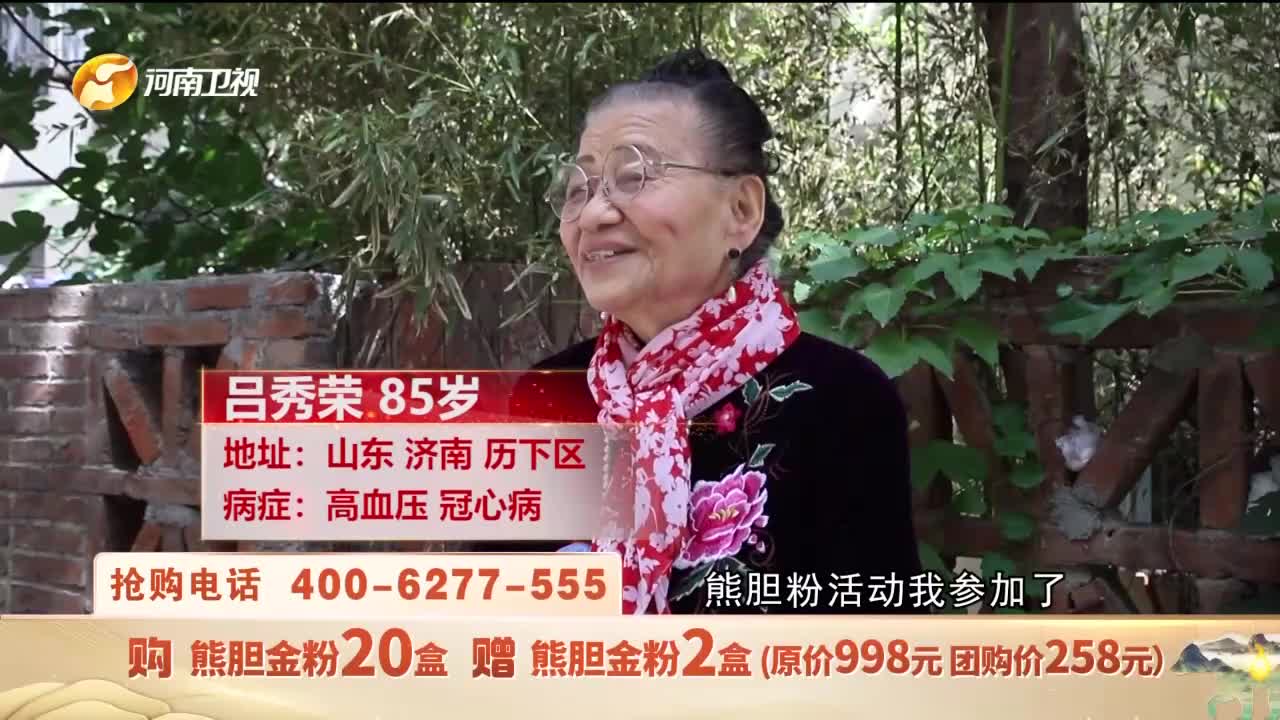 河南卫视
吕秀荣 85岁
地址：山东 济南 历下区
病症：高血压 冠心病
抢购电话 400-6277-555
熊胆粉活动我参加了
购 熊胆金粉20盒 赠 熊胆金粉2盒(原价998元 团购价258元)